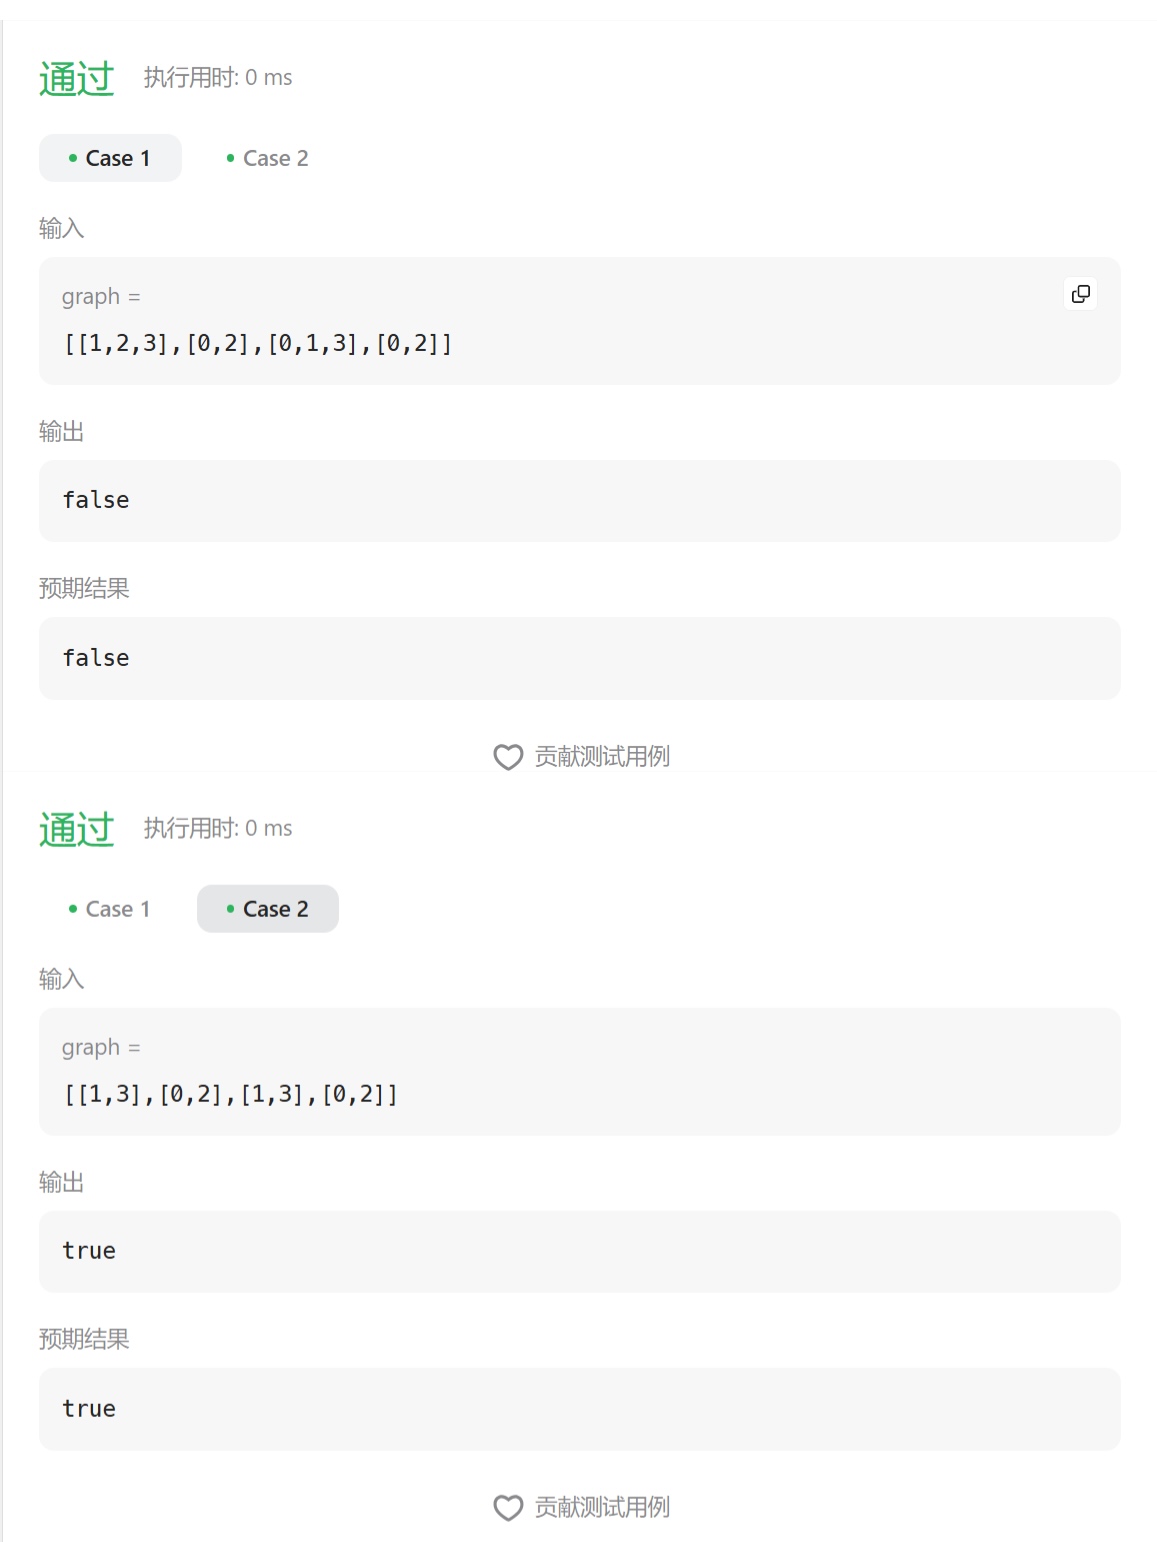 通过 执行用时: 0 ms
Case 1 Case 2
输入
graph =
[[1,2,3],[0,2],[0,1,3],[0,2]]
输出
false
预期结果
false
贡献测试用例
通过 执行用时: 0 ms
Case 1 Case 2
输入
graph =
[[1,3],[0,2],[1,3],[0,2]]
输出
true
预期结果
true
贡献测试用例